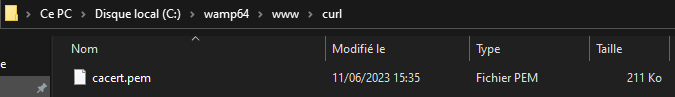 Ce PC > Disque local (C:) > wamp64 > www > curl
Nom Modifié le Type Taille
e
cacert.pem 11/06/2023 15:35 Fichier PEM 211 Ko